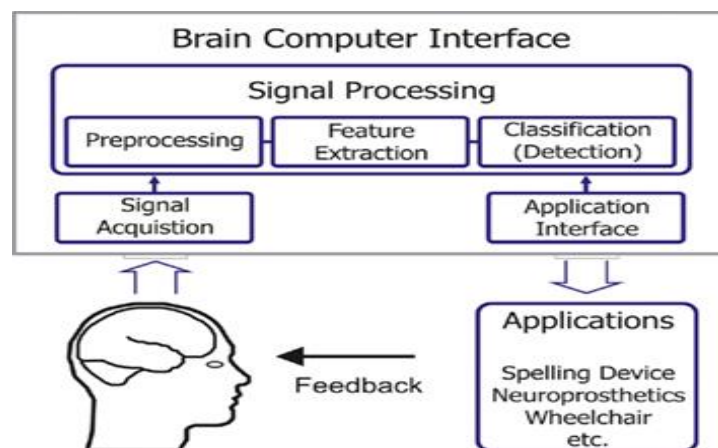 Brain Computer Interface
Signal Processing
Preprocessing
Feature
Extraction
Classification
(Detection)
Signal
Acquistion
Application
Interface
Feedback
Applications
Spelling Device
Neuroprosthetics
Wheelchair
etc.